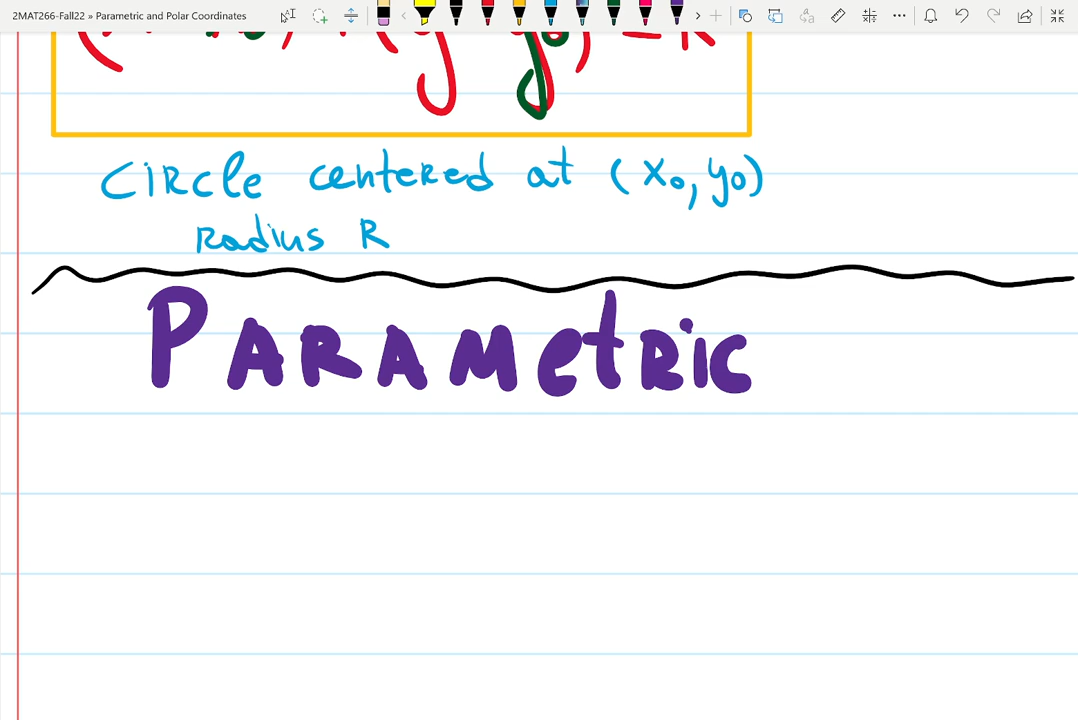 2MAT266-Fall22 » Parametric and Polar Coordinates
Circle centered at (x₀, y₀)
Radius R
Parametric